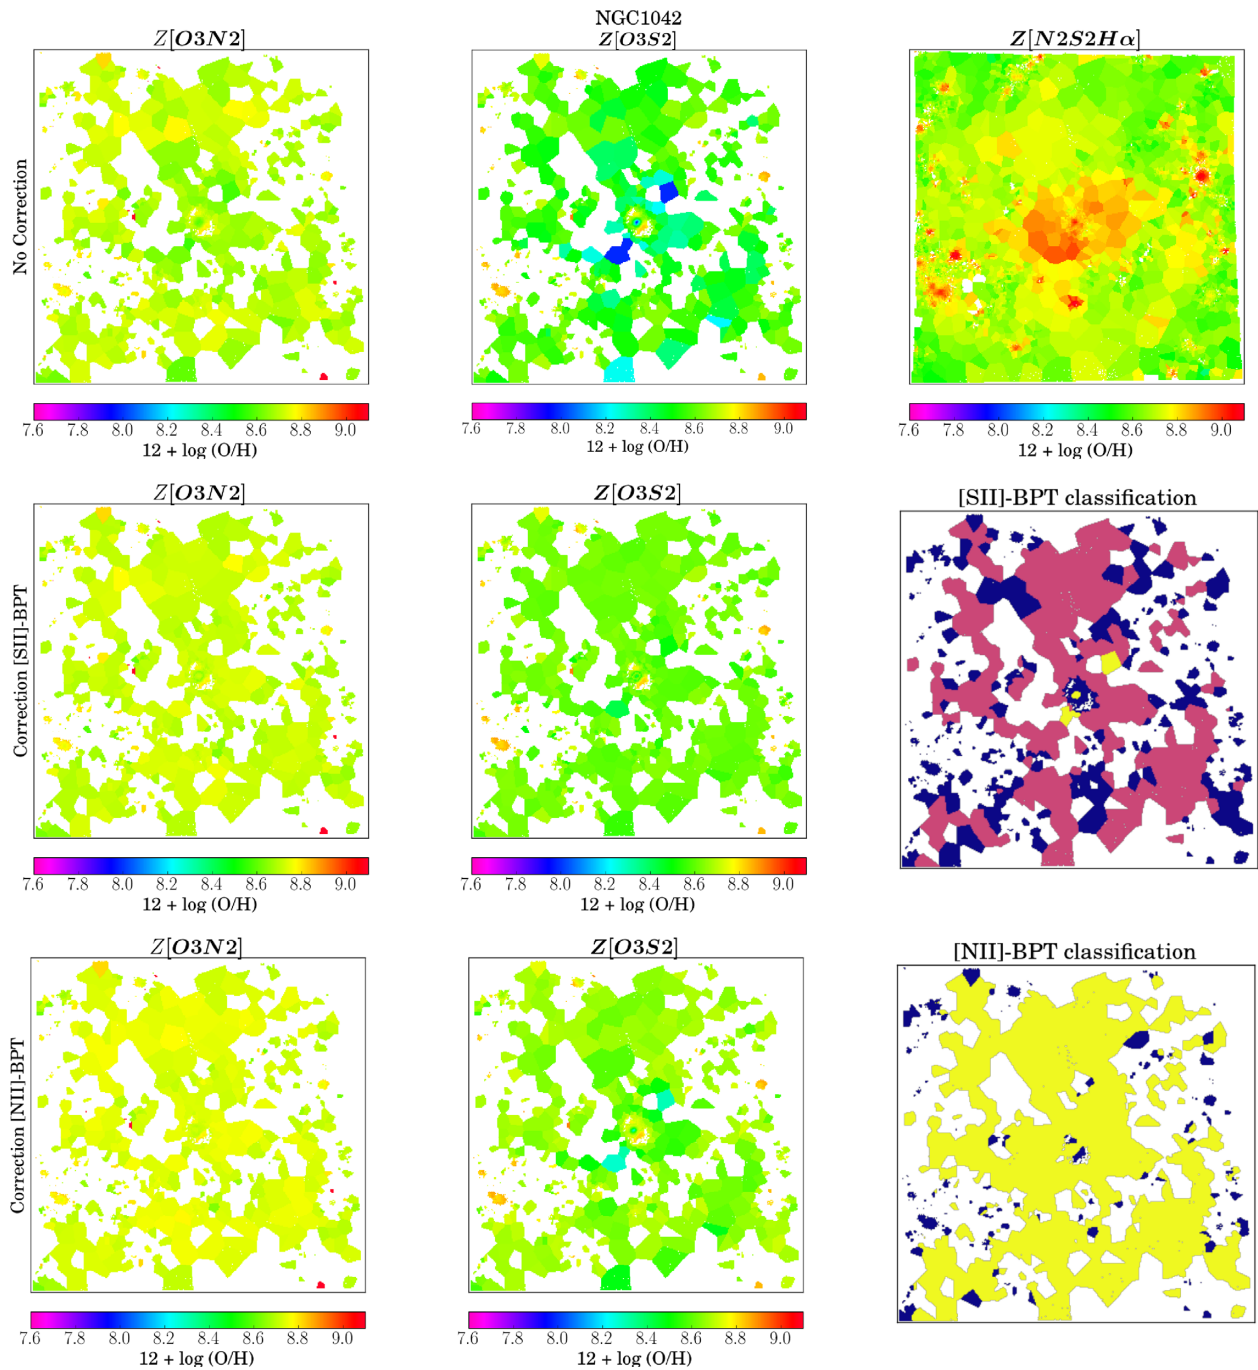 NGC1042
Z[O3N2]
Z[O3S2]
Z[N2S2Hα]
No Correction
7.6 7.8 8.0 8.2 8.4 8.6 8.8 9.0
12 + log (O/H)
7.6 7.8 8.0 8.2 8.4 8.6 8.8 9.0
12 + log (O/H)
7.6 7.8 8.0 8.2 8.4 8.6 8.8 9.0
12 + log (O/H)
Z[O3N2]
Z[O3S2]
[SII]-BPT classification
Correction [SII]-BPT
7.6 7.8 8.0 8.2 8.4 8.6 8.8 9.0
12 + log (O/H)
7.6 7.8 8.0 8.2 8.4 8.6 8.8 9.0
12 + log (O/H)
Z[O3N2]
Z[O3S2]
[NII]-BPT classification
Correction [NII]-BPT
7.6 7.8 8.0 8.2 8.4 8.6 8.8 9.0
12 + log (O/H)
7.6 7.8 8.0 8.2 8.4 8.6 8.8 9.0
12 + log (O/H)